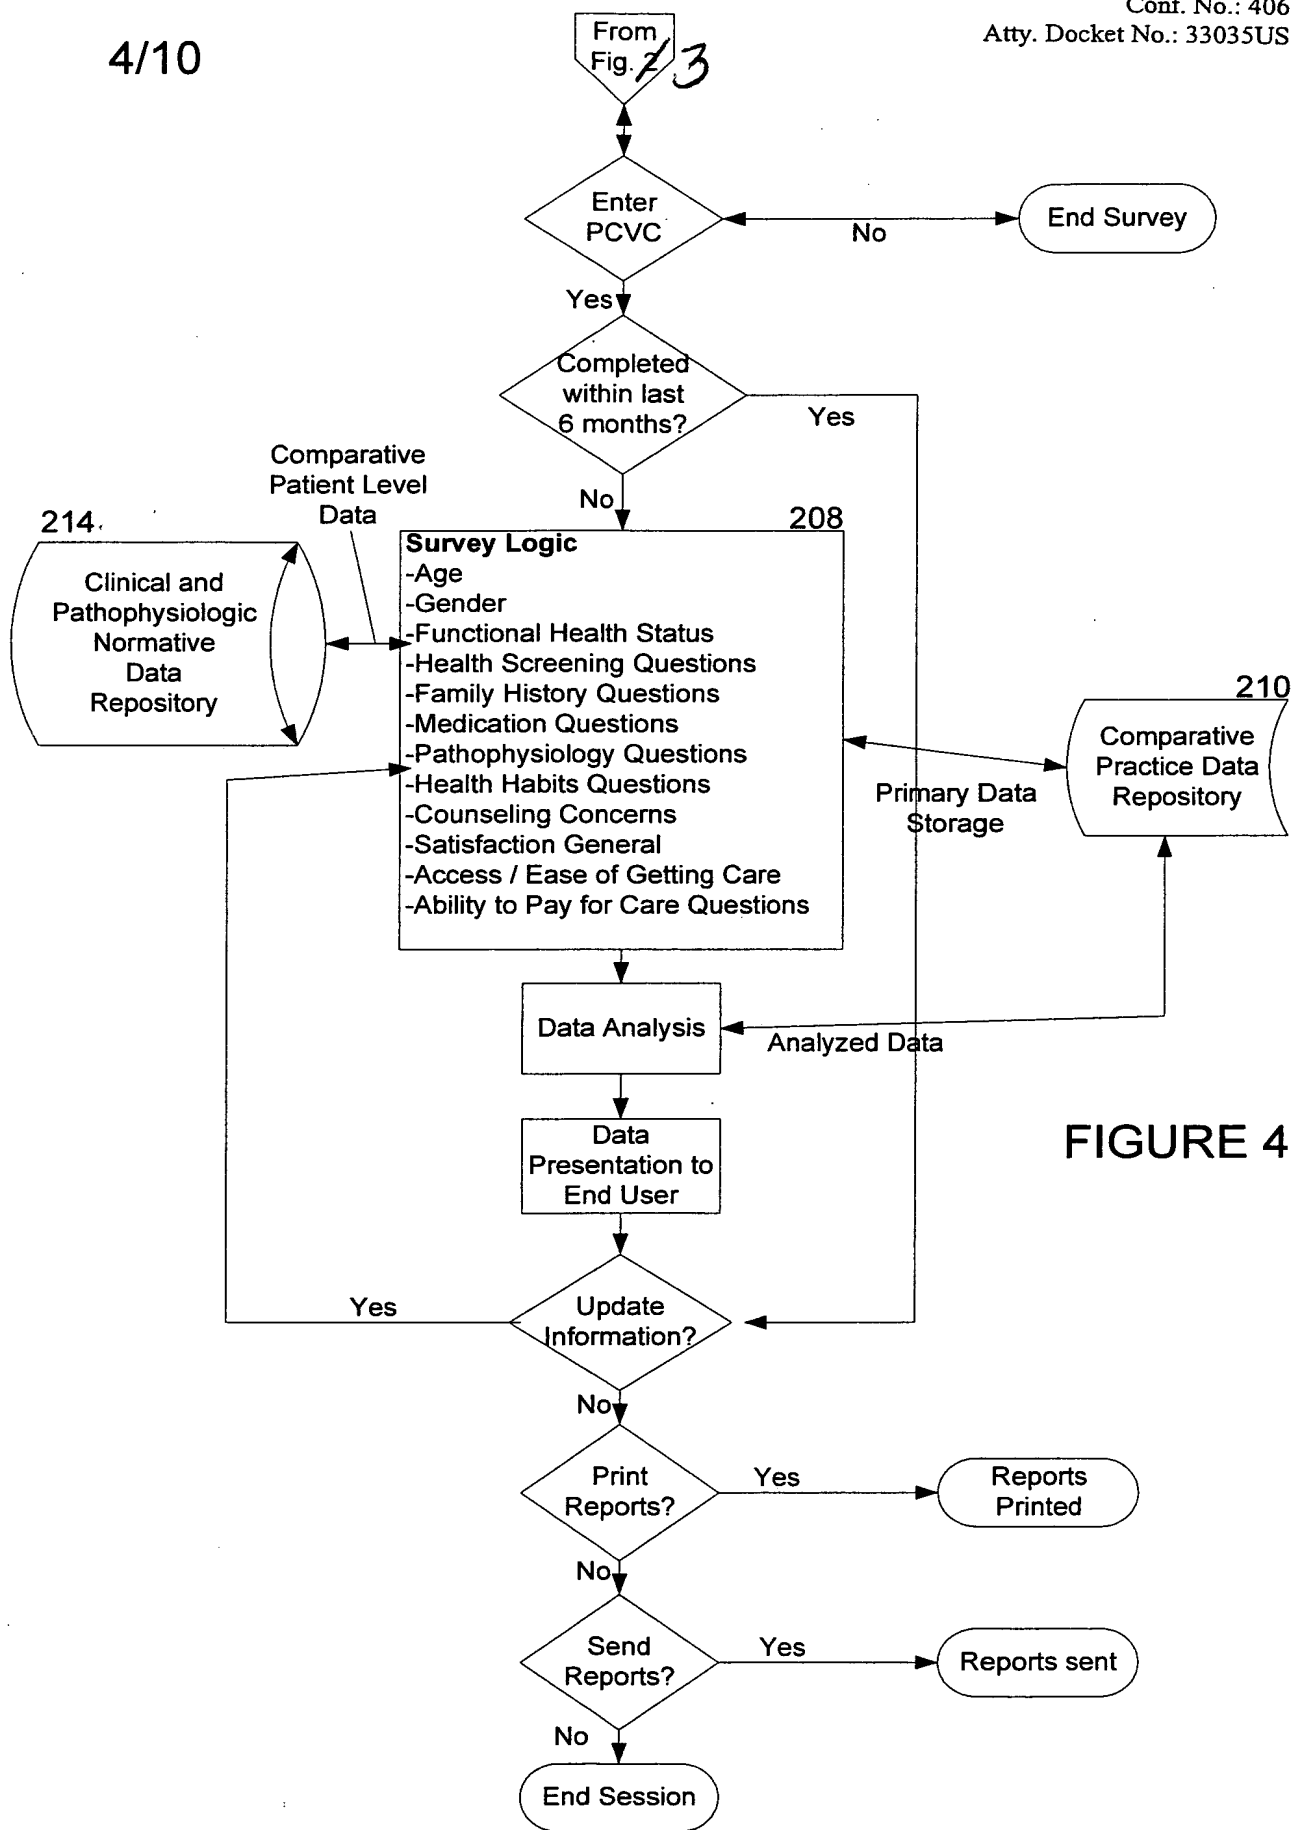 Conf. No.: 406
Atty. Docket No.: 33035US
4/10
From
Fig. 2 3
Enter
PCVC
No
End Survey
Yes
Completed
within last
6 months?
Yes
No
Comparative
Patient Level
Data
214
Clinical and
Pathophysiologic
Normative
Data
Repository
208
Survey Logic
-Age
-Gender
-Functional Health Status
-Health Screening Questions
-Family History Questions
-Medication Questions
-Pathophysiology Questions
-Health Habits Questions
-Counseling Concerns
-Satisfaction General
-Access / Ease of Getting Care
-Ability to Pay for Care Questions
210
Comparative
Practice Data
Repository
Primary Data
Storage
Data Analysis
Analyzed Data
Data
Presentation to
End User
FIGURE 4
Update
Information?
Yes
No
Print
Reports?
Yes
Reports
Printed
No
Send
Reports?
Yes
Reports sent
No
End Session